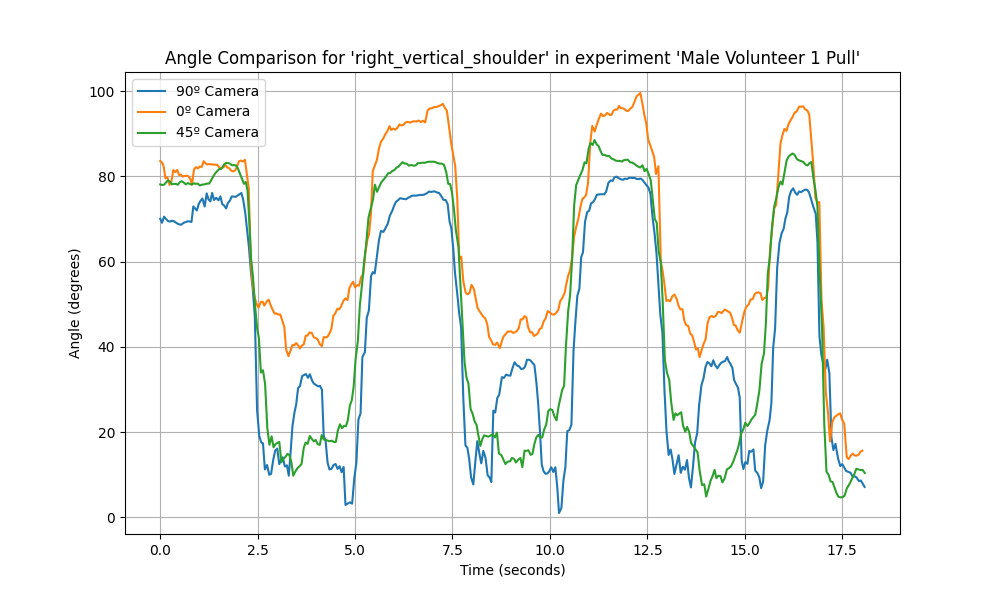 Angle Comparison for 'right_vertical_shoulder' in experiment 'Male Volunteer 1 Pull'
90º Camera
0º Camera
45º Camera
100
80
60
40
20
0
Angle (degrees)
0.0 2.5 5.0 7.5 10.0 12.5 15.0 17.5
Time (seconds)